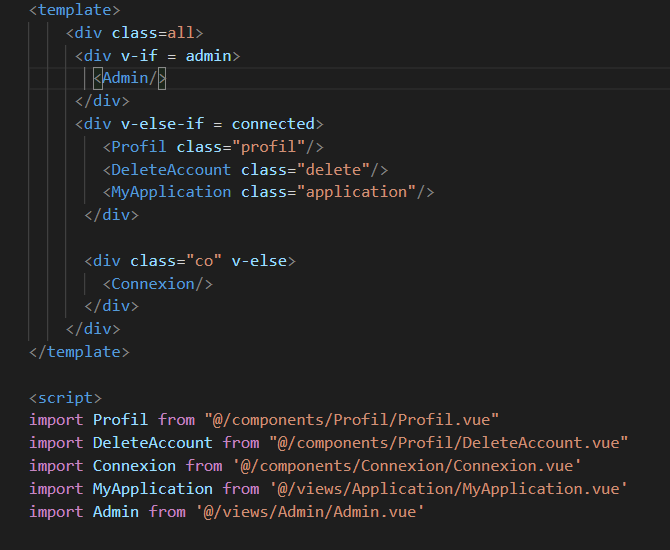 <template>
<div class=all>
<div v-if = admin>
<Admin/>
</div>
<div v-else-if = connected>
<Profil class="profil"/>
<DeleteAccount class="delete"/>
<MyApplication class="application"/>
</div>
<div class="co" v-else>
<Connexion/>
</div>
</div>
</template>
<script>
import Profil from "@/components/Profil/Profil.vue"
import DeleteAccount from "@/components/Profil/DeleteAccount.vue"
import Connexion from '@/components/Connexion/Connexion.vue'
import MyApplication from '@/views/Application/MyApplication.vue'
import Admin from '@/views/Admin/Admin.vue'